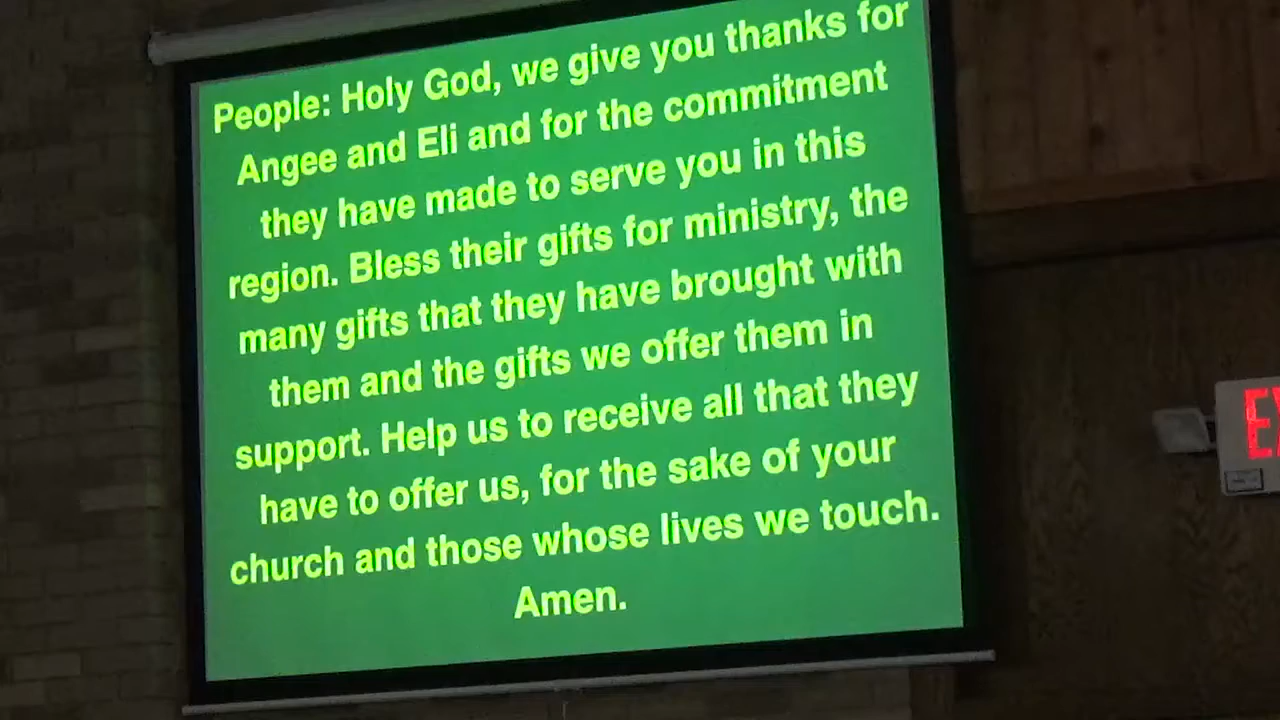 People: Holy God, we give you thanks for
Angee and Eli and for the commitment
they have made to serve you in this
region. Bless their gifts for ministry, the
many gifts that they have brought with
them and the gifts we offer them in
support. Help us to receive all that they
have to offer us, for the sake of your
church and those whose lives we touch.
Amen.